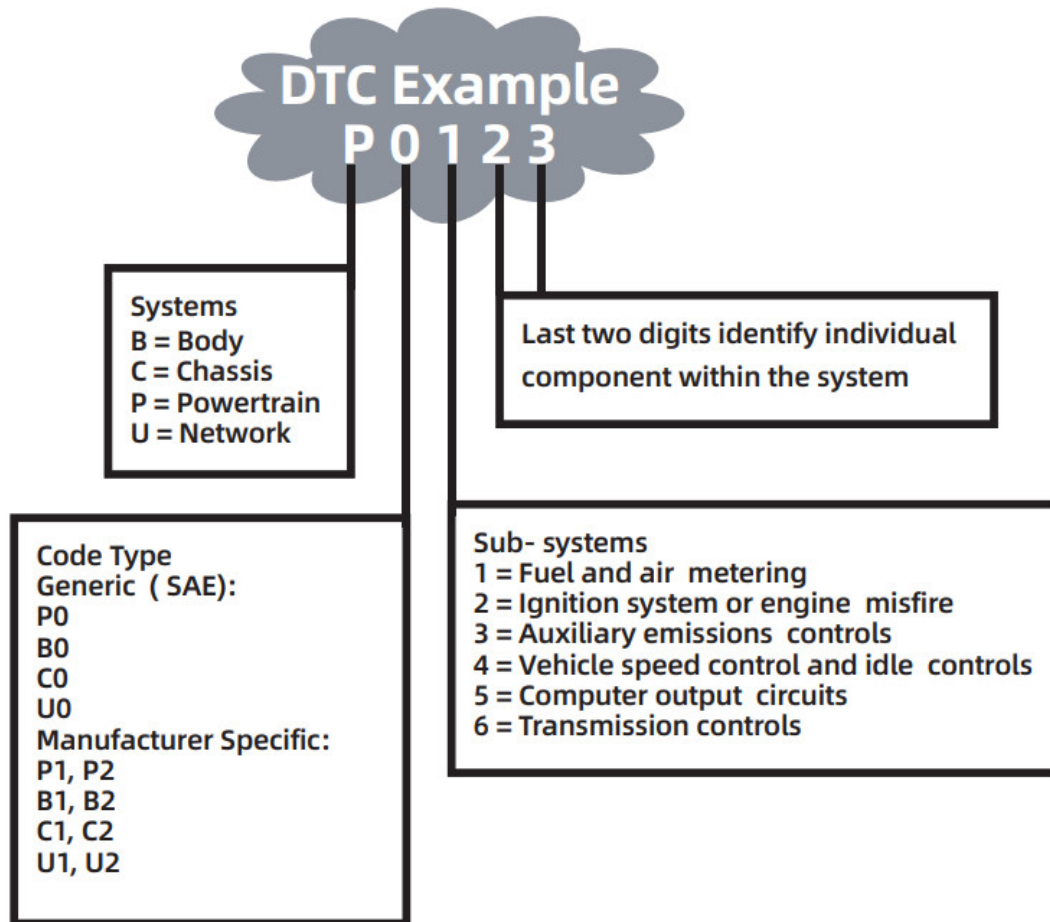 DTC Example
P 0 1 2 3
Systems
B = Body
C = Chassis
P = Powertrain
U = Network
Last two digits identify individual
component within the system
Code Type
Generic ( SAE):
P0
B0
C0
U0
Manufacturer Specific:
P1, P2
B1, B2
C1, C2
U1, U2
Sub- systems
1 = Fuel and air metering
2 = Ignition system or engine misfire
3 = Auxiliary emissions controls
4 = Vehicle speed control and idle controls
5 = Computer output circuits
6 = Transmission controls